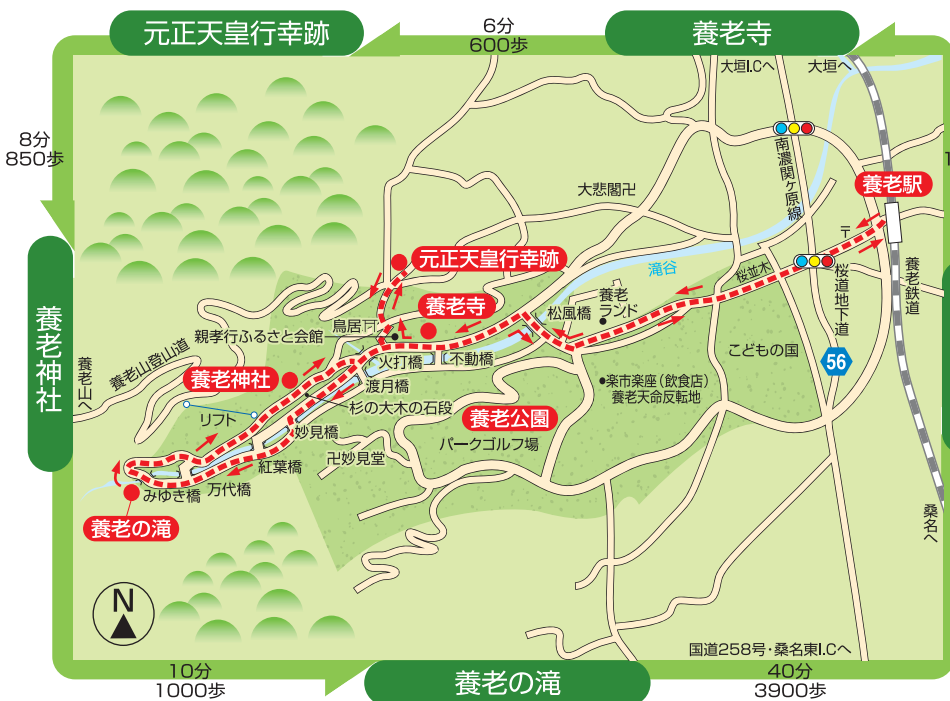 元正天皇行幸跡
6分
600歩
養老寺
大垣I.Cへ
大垣へ
8分
850歩
1
南濃関ヶ原線
養老駅
大悲閣卍
〒
元正天皇行幸跡
滝谷
桜並木
養老鉄道
養老寺
養老
ランド
桜道地下道
松風橋
鳥居
親孝行ふるさと会館
養老神社
こどもの国
56
火打橋
不動橋
養老山登山道
養老山へ
養老神社
渡月橋
楽市楽座(飲食店)
養老天命反転地
リフト
杉の大木の石段
養老公園
妙見橋
パークゴルフ場
卍妙見堂
紅葉橋
万代橋
みゆき橋
養老の滝
桑名へ
N
国道258号・桑名東I.Cへ
10分
1000歩
養老の滝
40分
3900歩